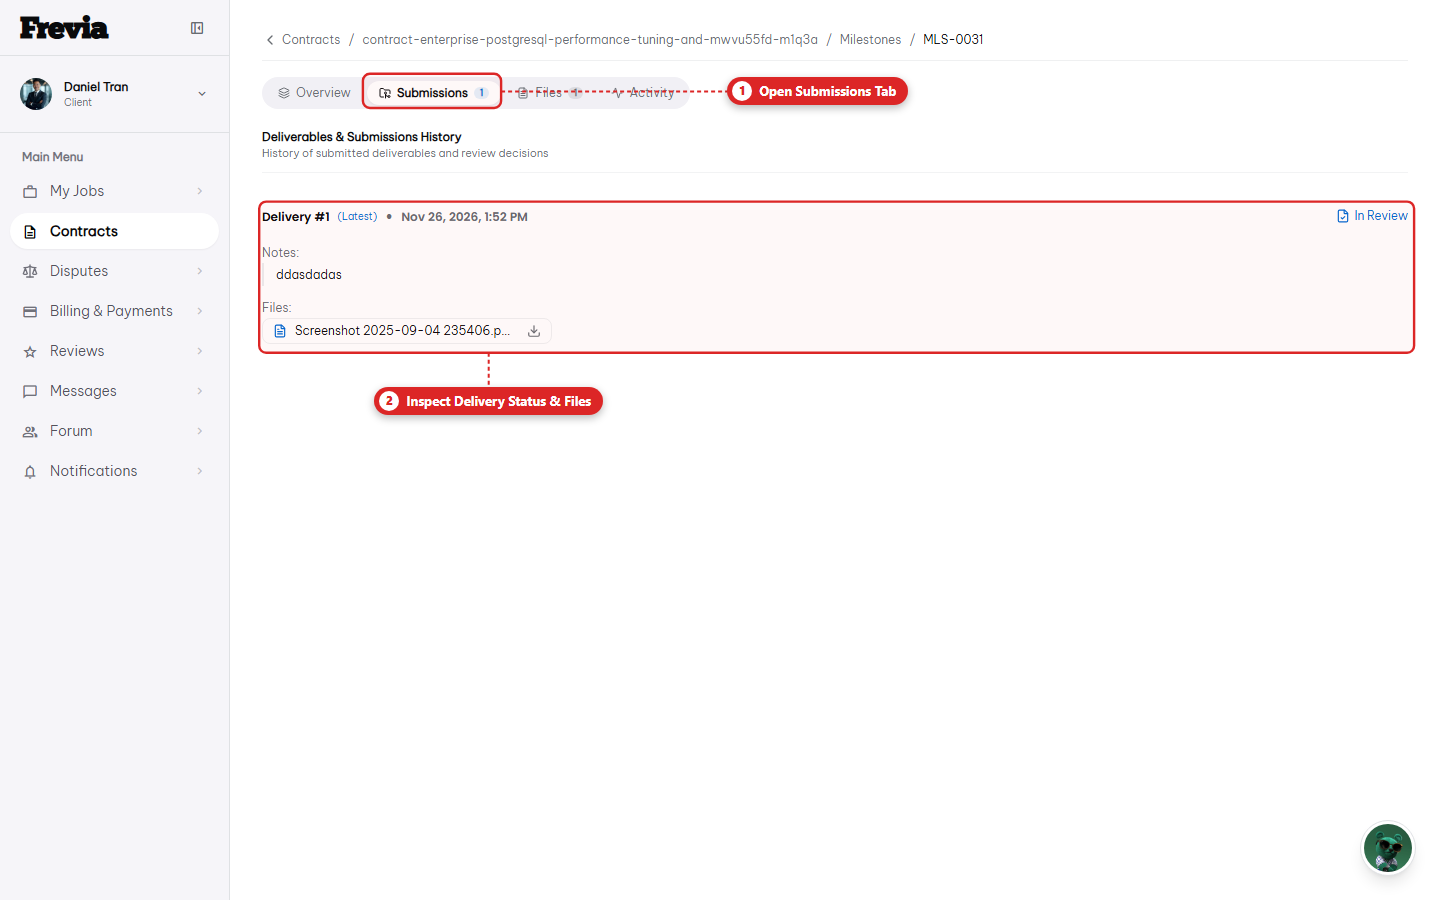 Frevia
Daniel Tran
Client
Main Menu
My Jobs
Contracts
Disputes
Billing & Payments
Reviews
Messages
Forum
Notifications
Contracts / contract-enterprise-postgresql-performance-tuning-and-mwvu55fd-m1q3a / Milestones / MLS-0031
Overview Submissions 1 Files 1 Activity
1 Open Submissions Tab
Deliverables & Submissions History
History of submitted deliverables and review decisions
Delivery #1 (Latest) • Nov 26, 2026, 1:52 PM In Review
Notes:
ddasdadas
Files:
Screenshot 2025-09-04 235406.p...
2 Inspect Delivery Status & Files